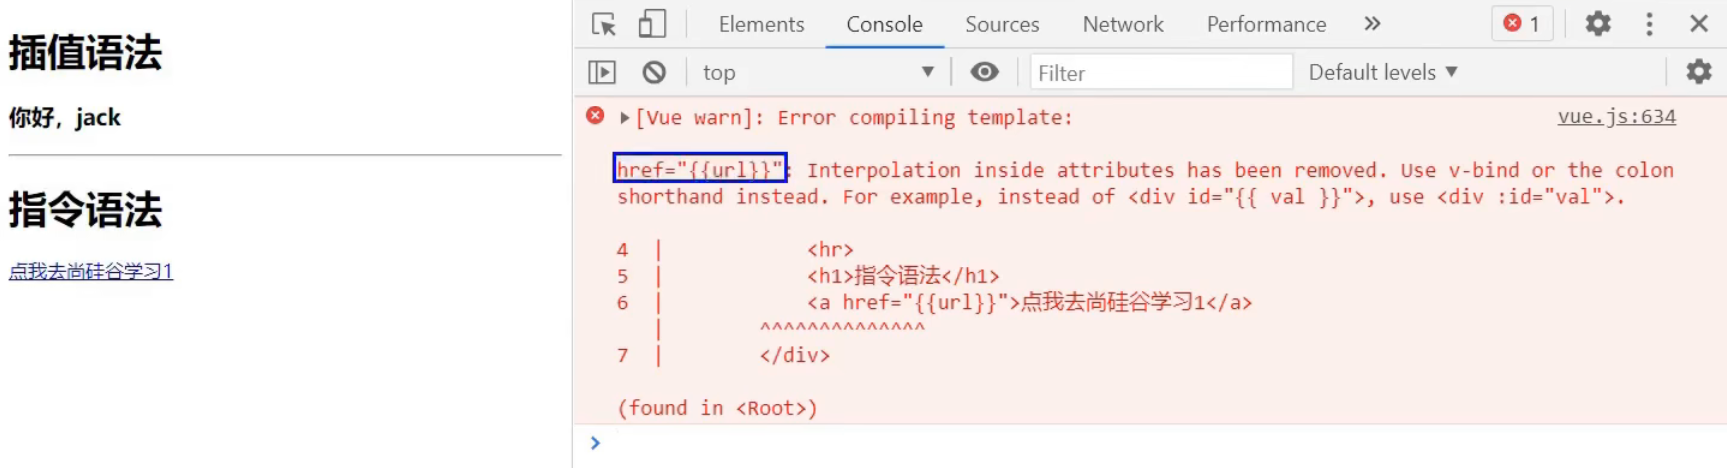 插值语法
你好，jack
指令语法
点我去尚硅谷学习1
Elements Console Sources Network Performance » 1
top Filter Default levels
[Vue warn]: Error compiling template: vue.js:634
href="{{url}}": Interpolation inside attributes has been removed. Use v-bind or the colon
shorthand instead. For example, instead of <div id="{{ val }}">, use <div :id="val">.
4 | <hr>
5 | <h1>指令语法</h1>
6 | <a href="{{url}}">点我去尚硅谷学习1</a>
| ^^^^^^^^^^^^^^
7 | </div>
(found in <Root>)